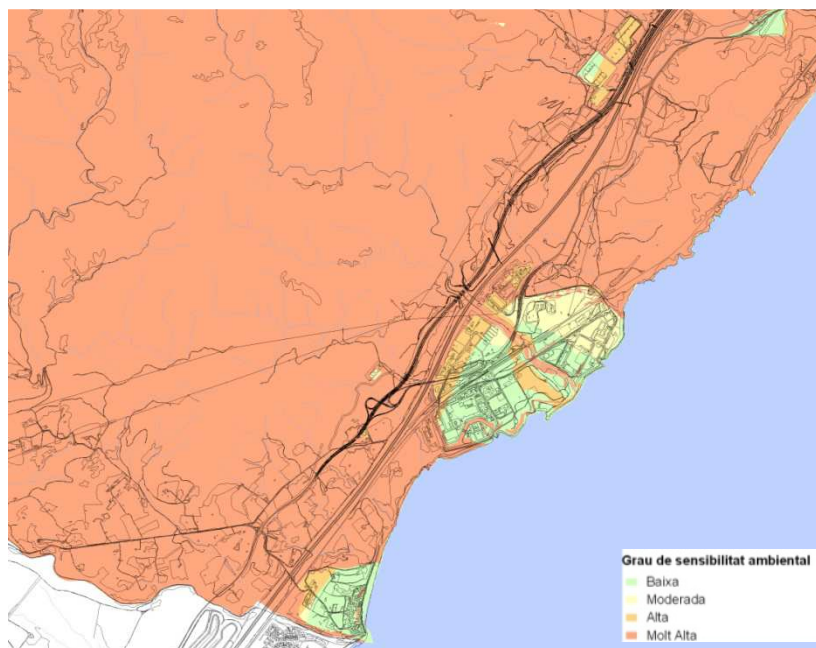 Grau de sensibilitat ambiental
Baixa
Moderada
Alta
Molt Alta